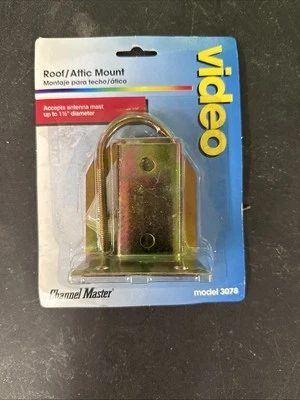 Roof/Attic Mount
Montaje para techo/ático
Accepts antenna mast
up to 1½" diameter
video
Channel Master®
model 3078